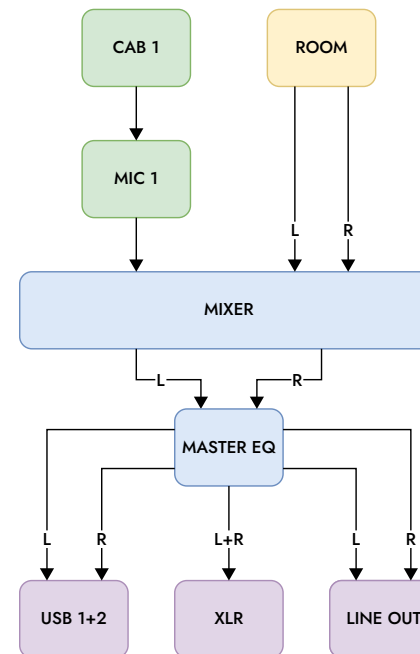 CAB 1
ROOM
MIC 1
L
R
MIXER
L
R
MASTER EQ
L
R
L+R
L
R
USB 1+2
XLR
LINE OUT